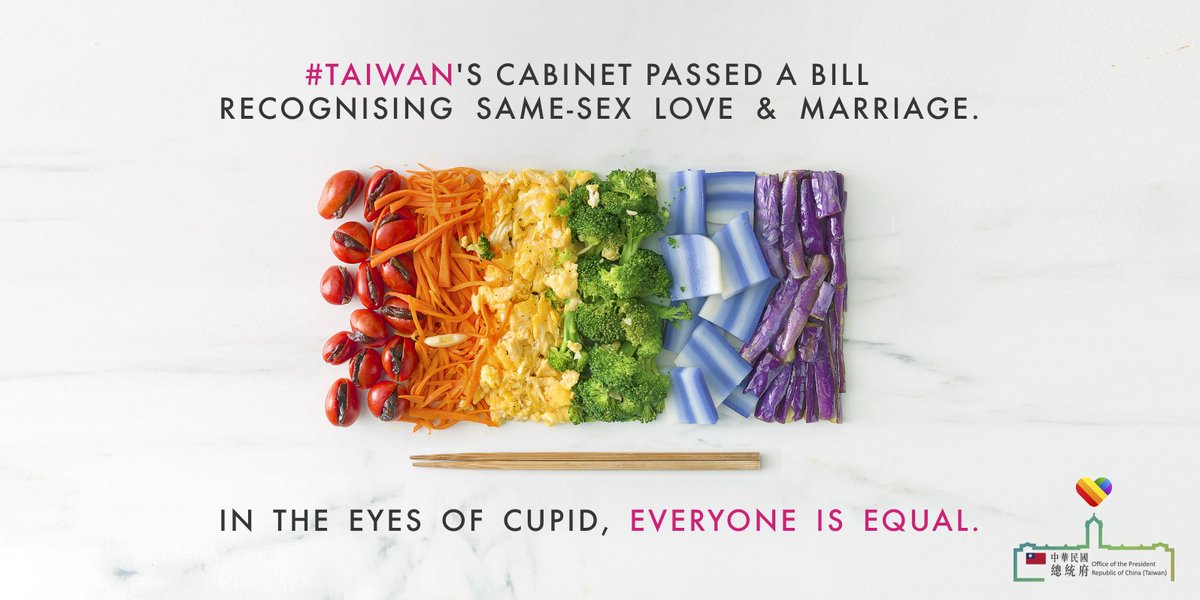 #TAIWAN'S CABINET PASSED A BILL
RECOGNISING SAME-SEX LOVE & MARRIAGE.
IN THE EYES OF CUPID, EVERYONE IS EQUAL.
中華民國
總統府
Office of the President
Republic of China (Taiwan)